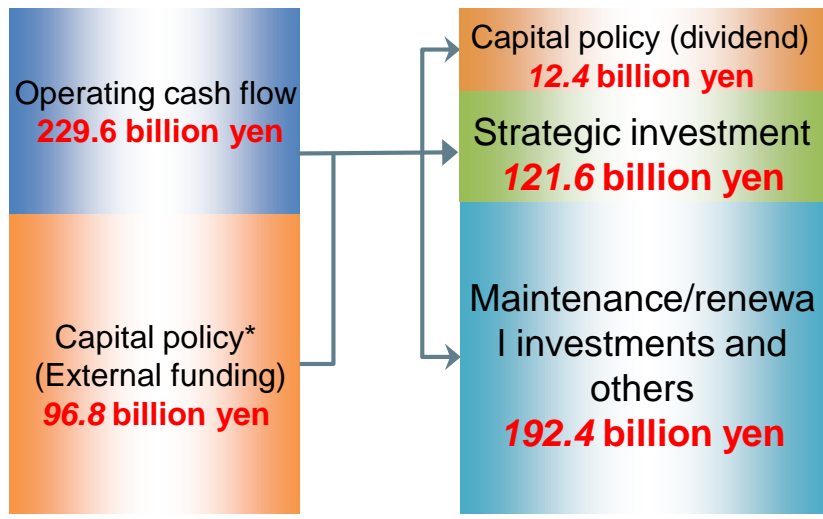 Operating cash flow
229.6 billion yen
Capital policy*
(External funding)
96.8 billion yen
Capital policy (dividend)
12.4 billion yen
Strategic investment
121.6 billion yen
Maintenance/renewa
l investments and
others
192.4 billion yen